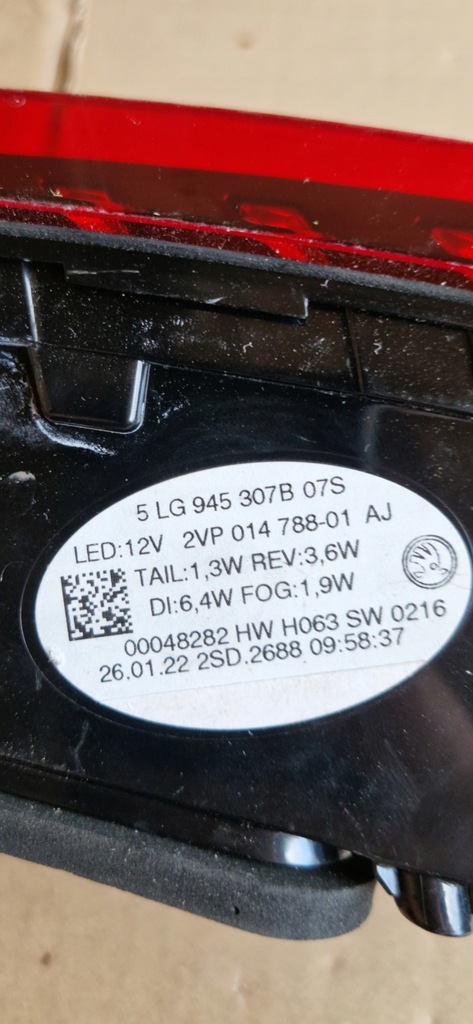 5 LG 945 307B 07S
LED:12V 2VP 014 788-01 AJ
TAIL:1,3W REV:3,6W
DI:6,4W FOG:1,9W
00048282 HW H063 SW 0216
26.01.22 2SD.2688 09:58:37